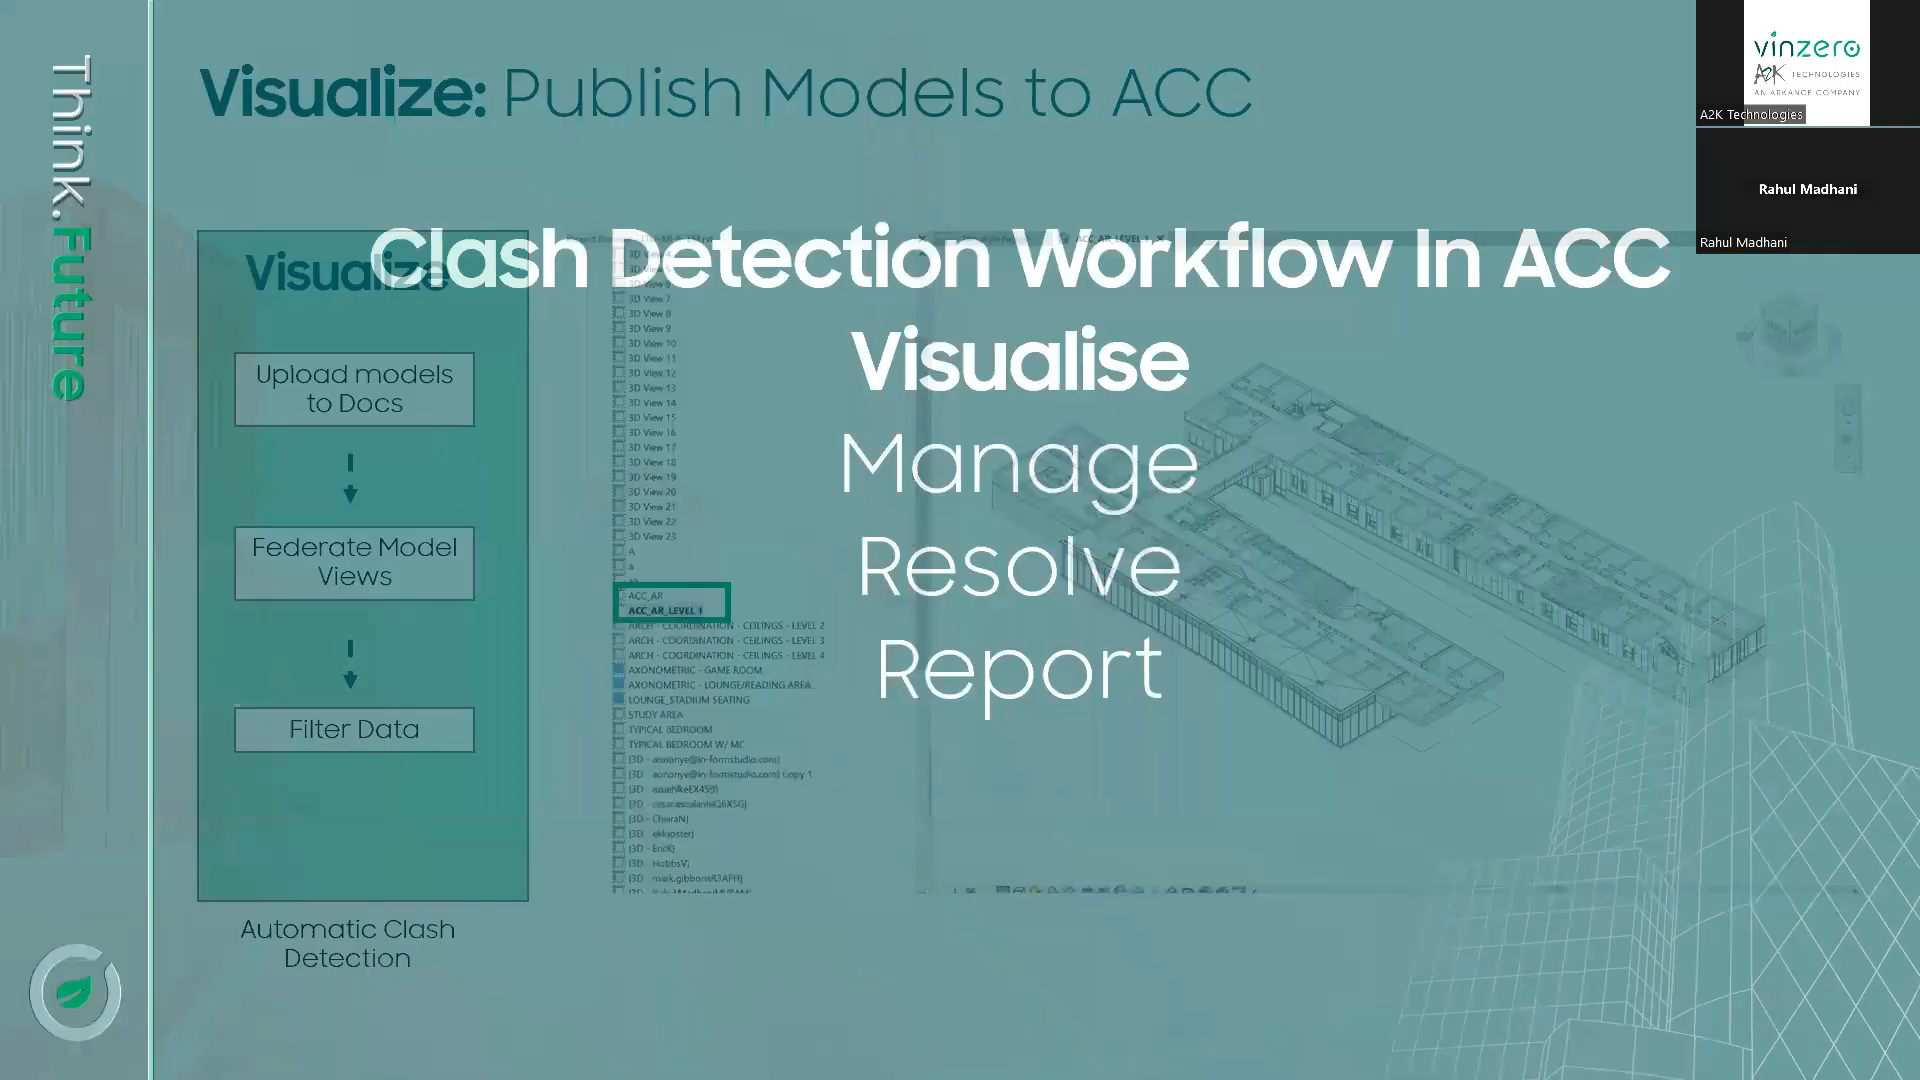 Think.Future
Visualize: Publish Models to ACC
vinzero
A2K TECHNOLOGIES
AN ARKANCE COMPANY
A2K Technologies
Rahul Madhani
Rahul Madhani
Clash Detection Workflow In ACC
Visualise
Manage
Resolve
Report
Visualize
Upload models
to Docs
Federate Model
Views
Filter Data
Automatic Clash
Detection
3D View 7
3D View 8
3D View 9
3D View 10
3D View 11
3D View 12
3D View 13
3D View 14
3D View 15
3D View 16
3D View 17
3D View 18
3D View 19
3D View 20
3D View 21
3D View 22
3D View 23
A
a
ACC_AR
ACC_AR_LEVEL 1
ARCH - COORDINATION - CEILINGS - LEVEL 2
ARCH - COORDINATION - CEILINGS - LEVEL 3
ARCH - COORDINATION - CEILINGS - LEVEL 4
AXONOMETRIC - GAME ROOM
AXONOMETRIC - LOUNGE/READING AREA
LOUNGE_STADIUM SEATING
STUDY AREA
TYPICAL BEDROOM
TYPICAL BEDROOM W/ MC
ACC_AR_LEVEL 1